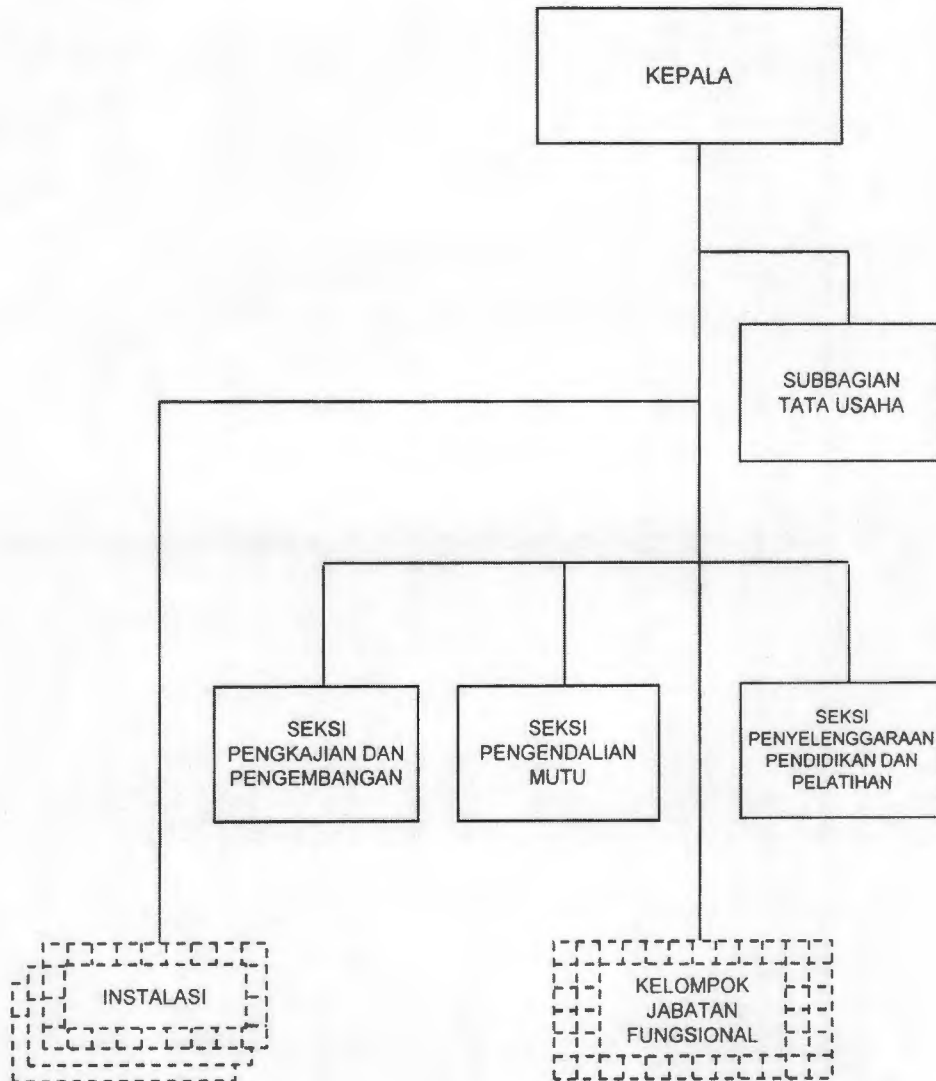 KEPALA
SUBBAGIAN
TATA USAHA
SEKSI
PENGKAJIAN DAN
PENGEMBANGAN
SEKSI
PENGENDALIAN
MUTU
SEKSI
PENYELENGGARAAN
PENDIDIKAN DAN
PELATIHAN
INSTALASI
KELOMPOK
JABATAN
FUNGSIONAL